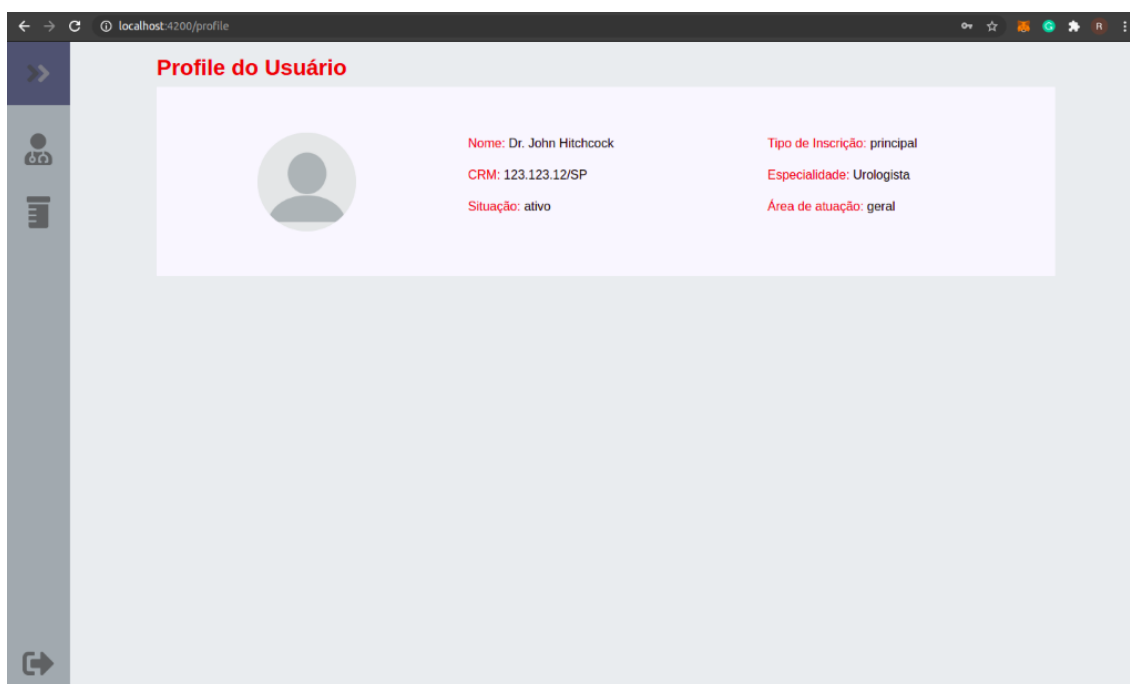 localhost:4200/profile
R
Profile do Usuário
Nome: Dr. John Hitchcock
CRM: 123.123.12/SP
Situação: ativo
Tipo de Inscrição: principal
Especialidade: Urologista
Área de atuação: geral